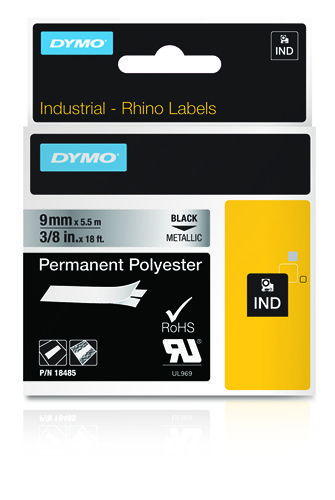 DYMO
IND
Industrial - Rhino Labels
DYMO
9mm x 5.5 m
3/8 in. x 18 ft.
BLACK
METALLIC
Permanent Polyester
RoHS
IND
RU
P/N 18485
UL969